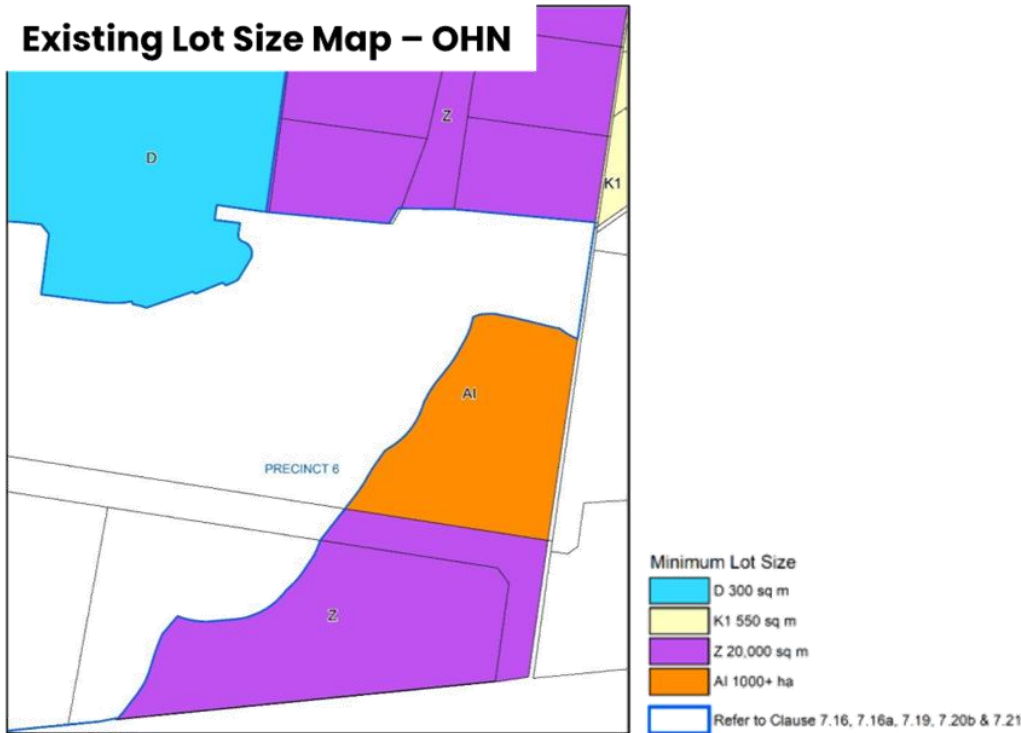 Existing Lot Size Map – OHN
Z
D
K1
AI
PRECINCT 6
Z
Minimum Lot Size
D 300 sq m
K1 550 sq m
Z 20,000 sq m
AI 1000+ ha
Refer to Clause 7.16, 7.16a, 7.19, 7.20b & 7.21